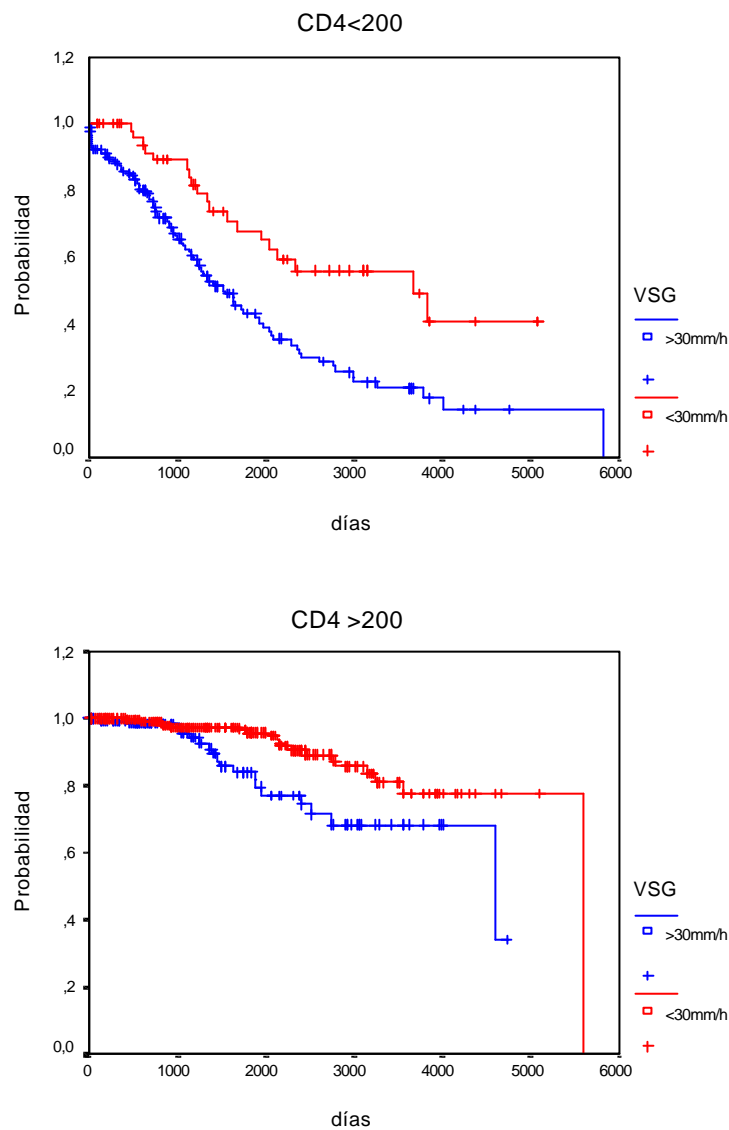 CD4<200
1,2
1,0
,8
,6
,4
,2
0,0
Probabilidad
0 1000 2000 3000 4000 5000 6000
días
VSG
>30mm/h
<30mm/h
CD4 >200
1,2
1,0
,8
,6
,4
,2
0,0
Probabilidad
0 1000 2000 3000 4000 5000 6000
días
VSG
>30mm/h
<30mm/h